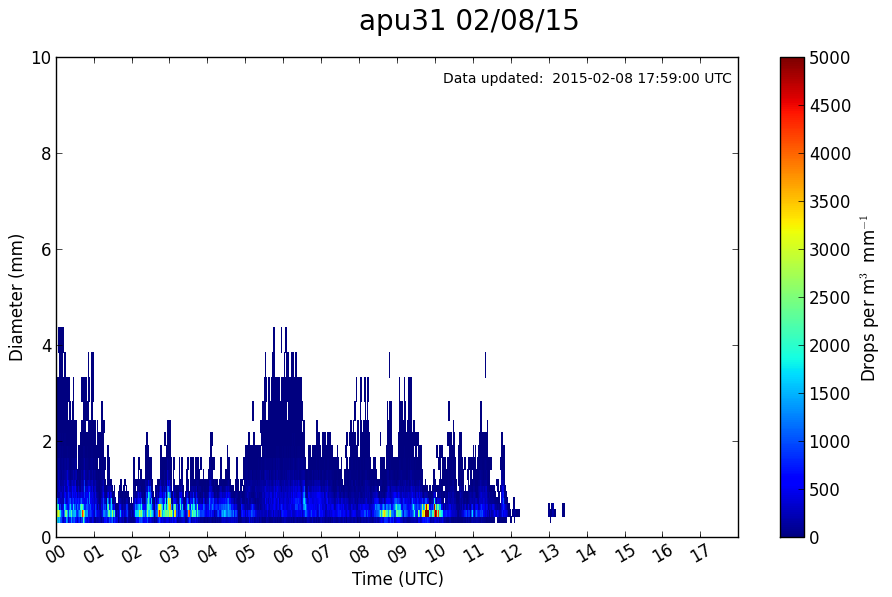 apu31 02/08/15
Data updated:  2015-02-08 17:59:00 UTC
10
8
6
4
2
0
Diameter (mm)
00 01 02 03 04 05 06 07 08 09 10 11 12 13 14 15 16 17
Time (UTC)
5000
4500
4000
3500
3000
2500
2000
1500
1000
500
0
Drops per m³ mm⁻¹